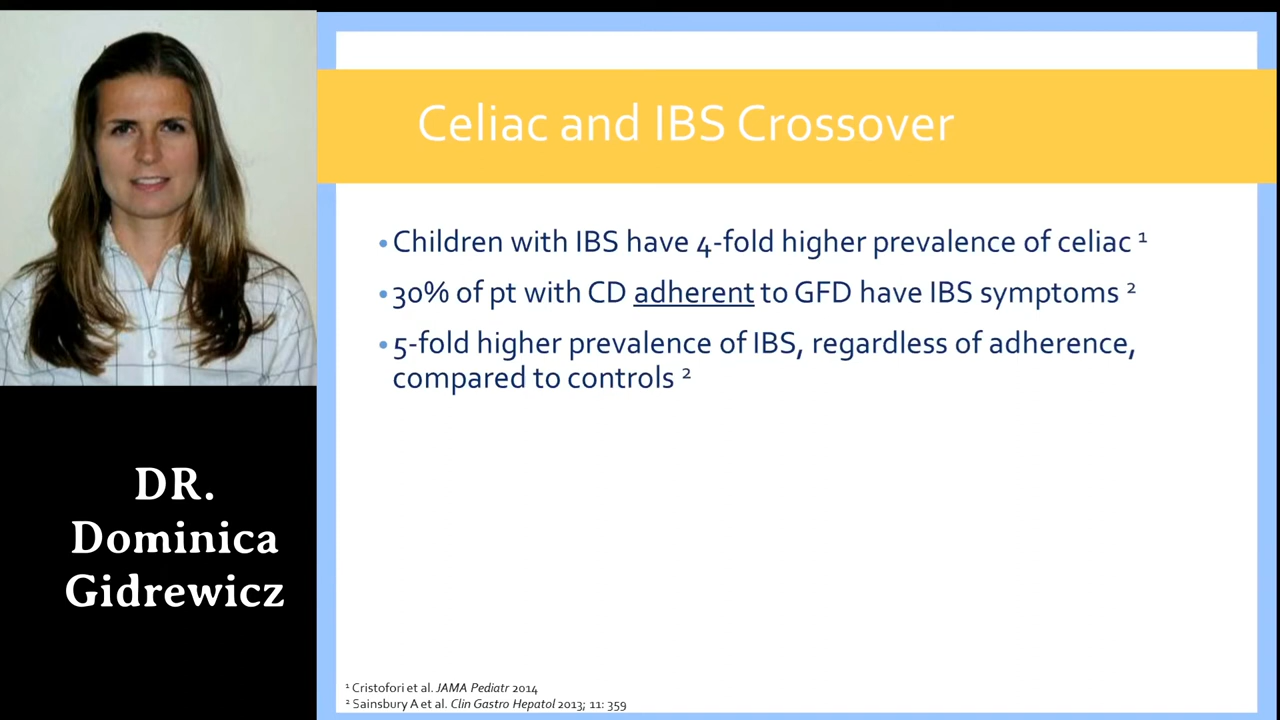 Celiac and IBS Crossover
• Children with IBS have 4-fold higher prevalence of celiac ¹
• 30% of pt with CD adherent to GFD have IBS symptoms ²
• 5-fold higher prevalence of IBS, regardless of adherence,
compared to controls ²
¹ Cristofori et al. JAMA Pediatr 2014
² Sainsbury A et al. Clin Gastro Hepatol 2013; 11: 359
DR.
Dominica
Gidrewicz